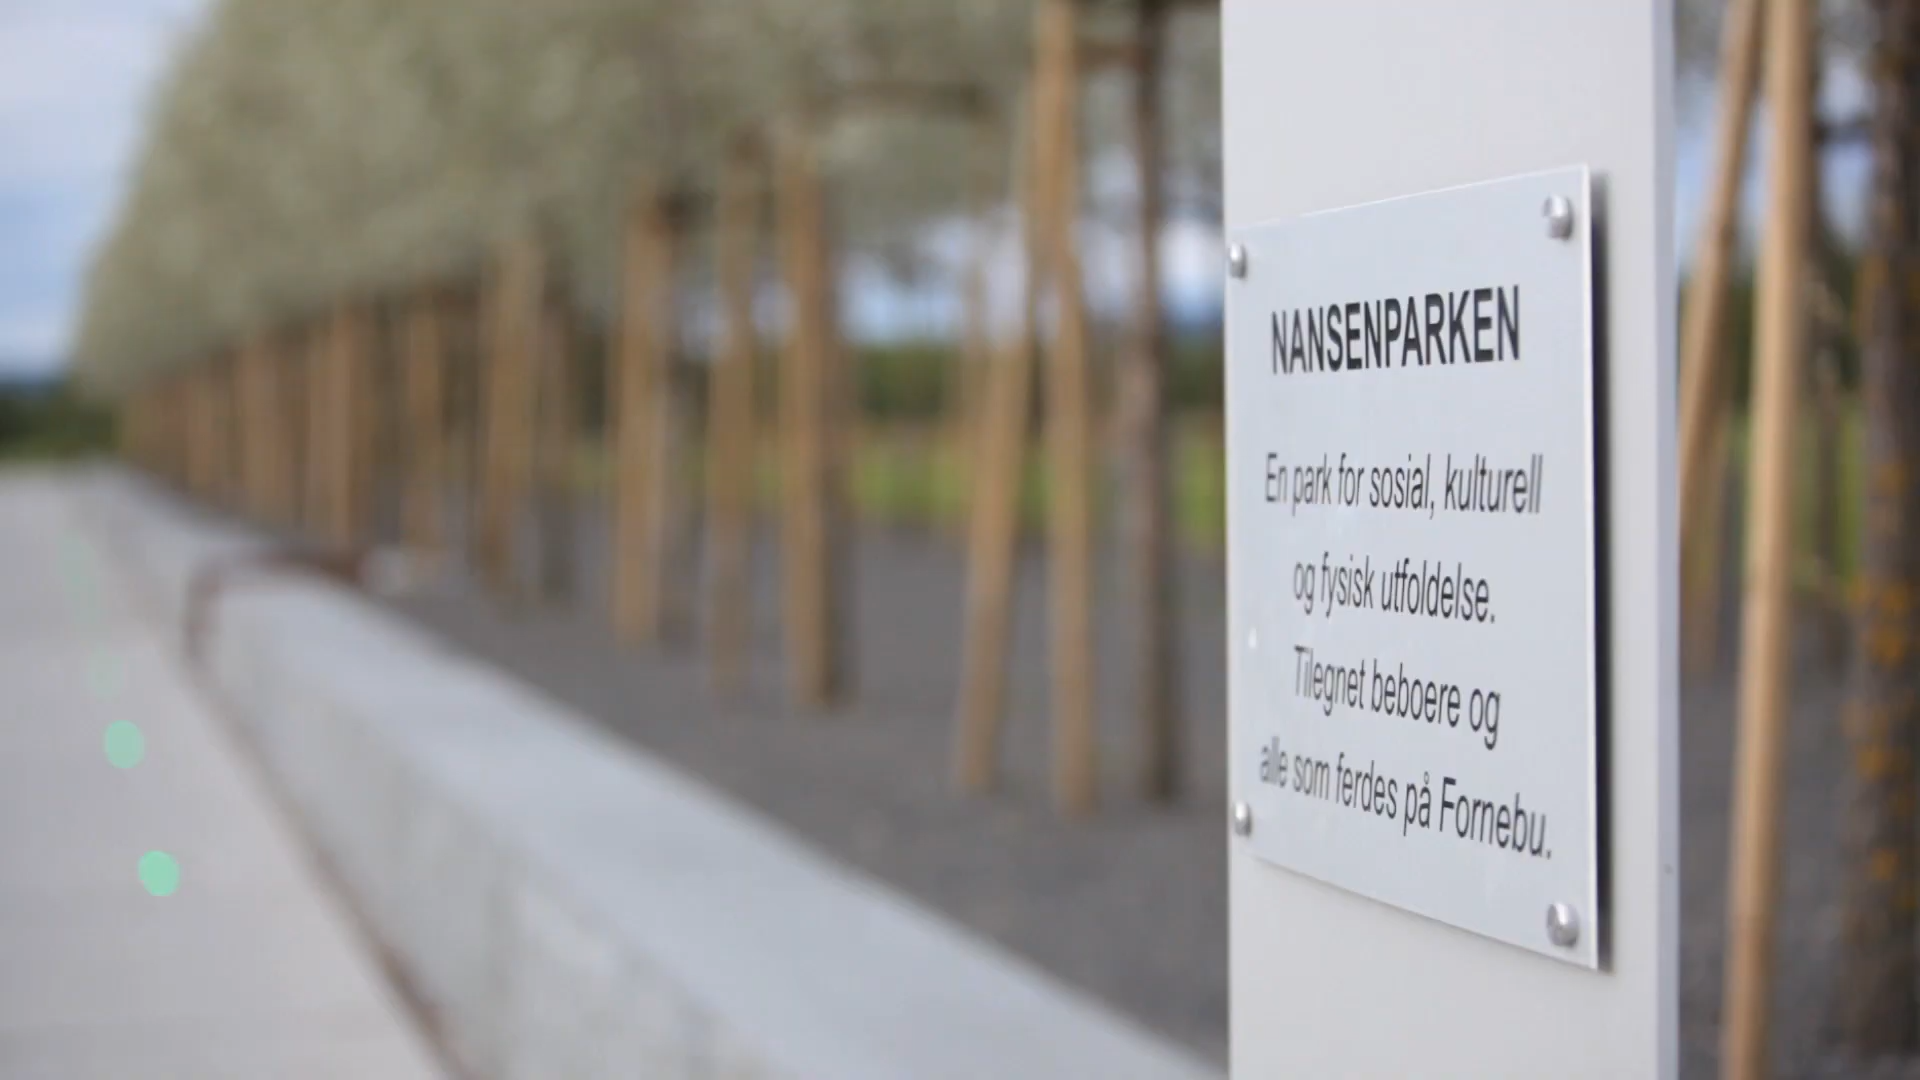 NANSENPARKEN
En park for sosial, kulturell
og fysisk utfoldelse.
Tilegnet beboere og
alle som ferdes på Fornebu.